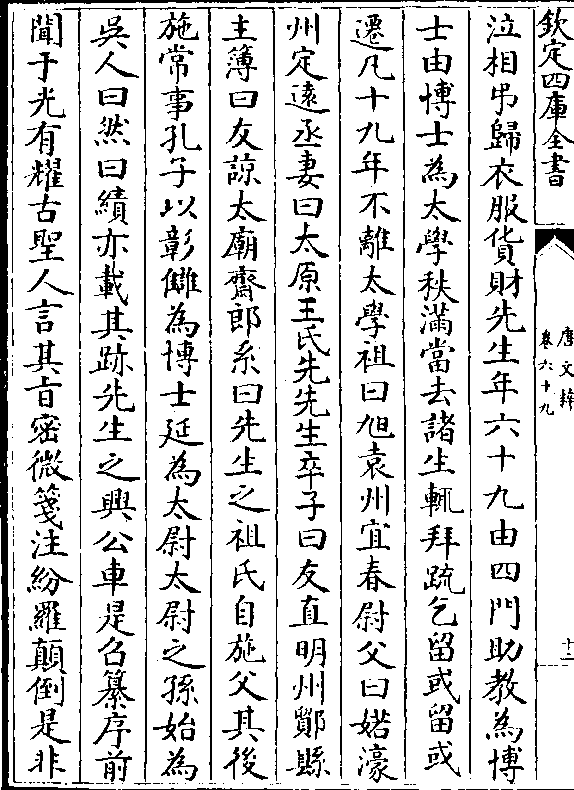 欽定四庫全書
唐文粹
卷六十九
十二
泣相弔歸衣服貨財先生年六十九由四門助教為博
士由博士為太學秩滿當去諸生輒拜疏乞留或留或
遷凡十九年不離太學祖曰旭袁州宜春尉父曰婼濠
州定遠丞妻曰太原王氏先先生卒子曰友直明州鄮縣
主簿曰友諒太廟齋郎系曰先生之祖氏自施父其後
施常事孔子以彰讎為博士延為太尉太尉之孫始為
吳人曰然曰績亦載其跡先生之興公車是召纂序前
聞于光有耀古聖人言其旨密微箋注紛羅顛倒是非